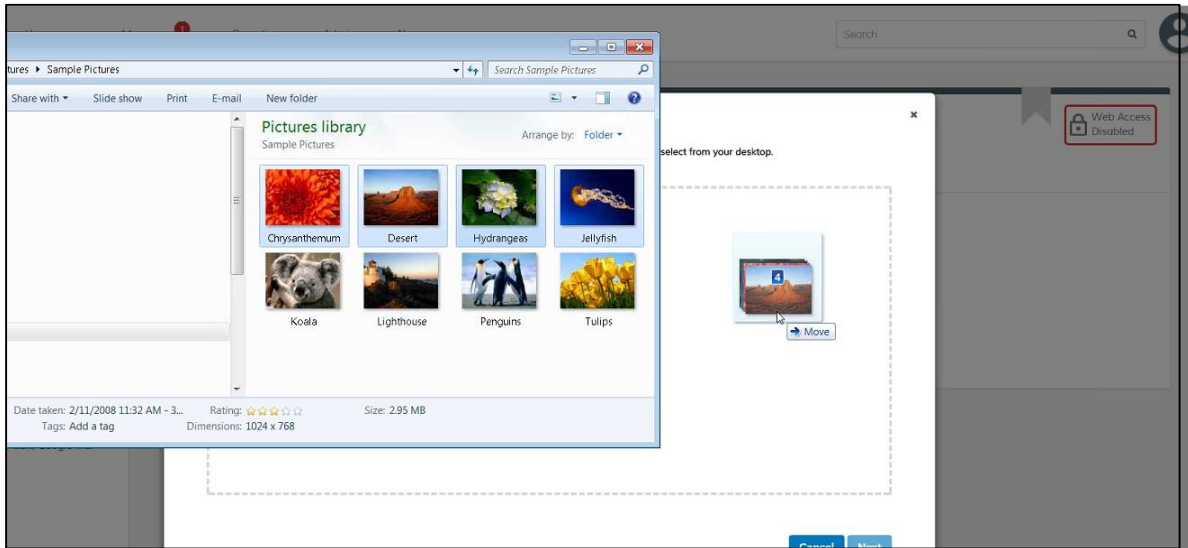 1
Search
tures ▸ Sample Pictures
Search Sample Pictures
Share with
Slide show
Print
E-mail
New folder
Pictures library
Sample Pictures
Arrange by: Folder
Chrysanthemum
Desert
Hydrangeas
Jellyfish
Koala
Lighthouse
Penguins
Tulips
Date taken: 2/11/2008 11:32 AM - 3...
Rating:
Size: 2.95 MB
Tags: Add a tag
Dimensions: 1024 x 768
select from your desktop.
4
Move
Web Access
Disabled
Cancel
Next